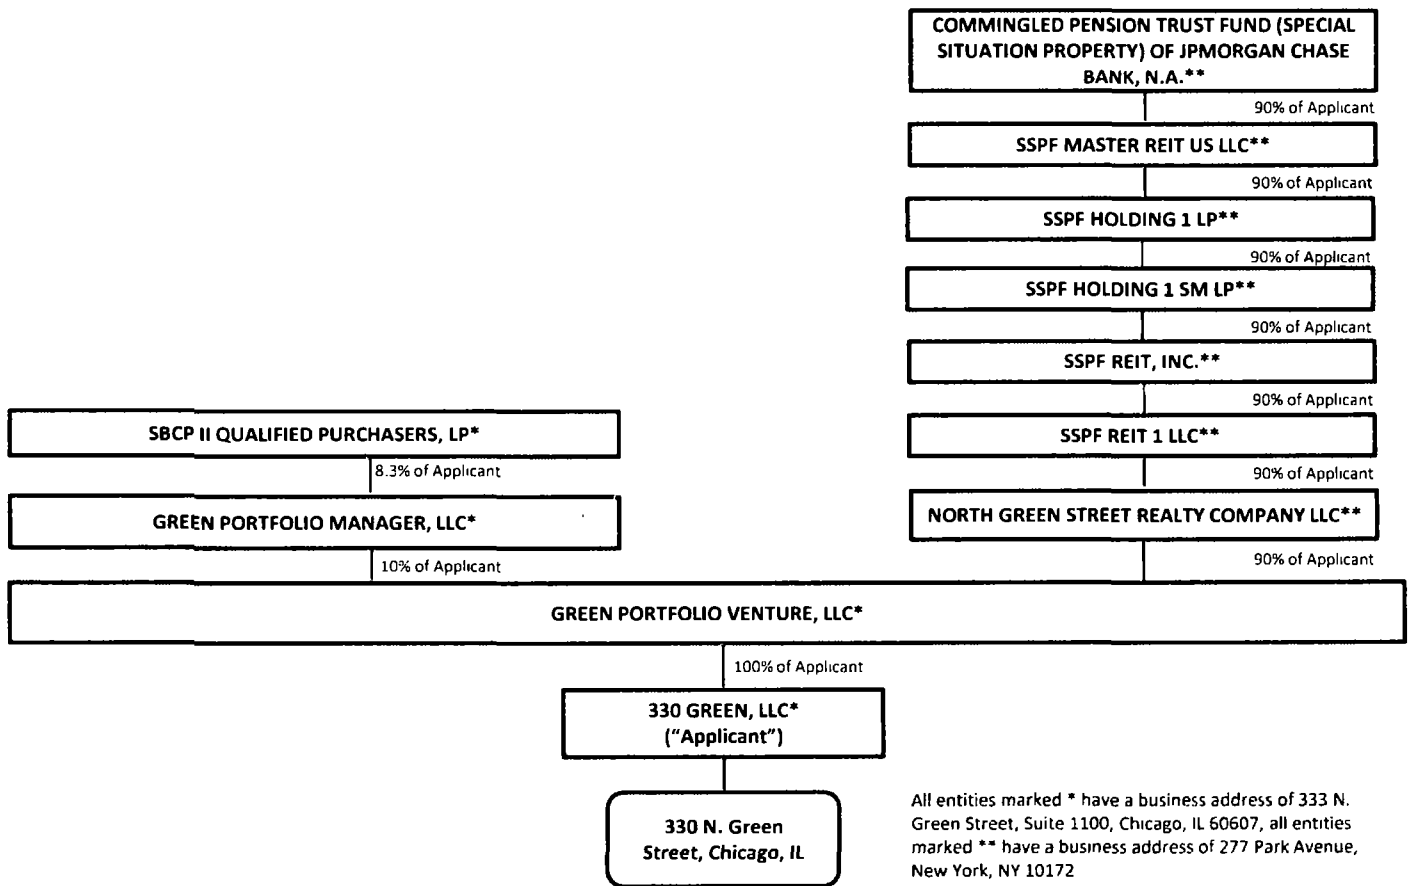 COMMINGLED PENSION TRUST FUND (SPECIAL
SITUATION PROPERTY) OF JPMORGAN CHASE
BANK, N.A.**
90% of Applicant
SSPF MASTER REIT US LLC**
90% of Applicant
SSPF HOLDING 1 LP**
90% of Applicant
SSPF HOLDING 1 SM LP**
90% of Applicant
SSPF REIT, INC.**
90% of Applicant
SBCP II QUALIFIED PURCHASERS, LP*
SSPF REIT 1 LLC**
8.3% of Applicant
90% of Applicant
GREEN PORTFOLIO MANAGER, LLC*
NORTH GREEN STREET REALTY COMPANY LLC**
10% of Applicant
90% of Applicant
GREEN PORTFOLIO VENTURE, LLC*
100% of Applicant
330 GREEN, LLC*
("Applicant")
330 N. Green
Street, Chicago, IL
All entities marked * have a business address of 333 N.
Green Street, Suite 1100, Chicago, IL 60607, all entities
marked ** have a business address of 277 Park Avenue,
New York, NY 10172